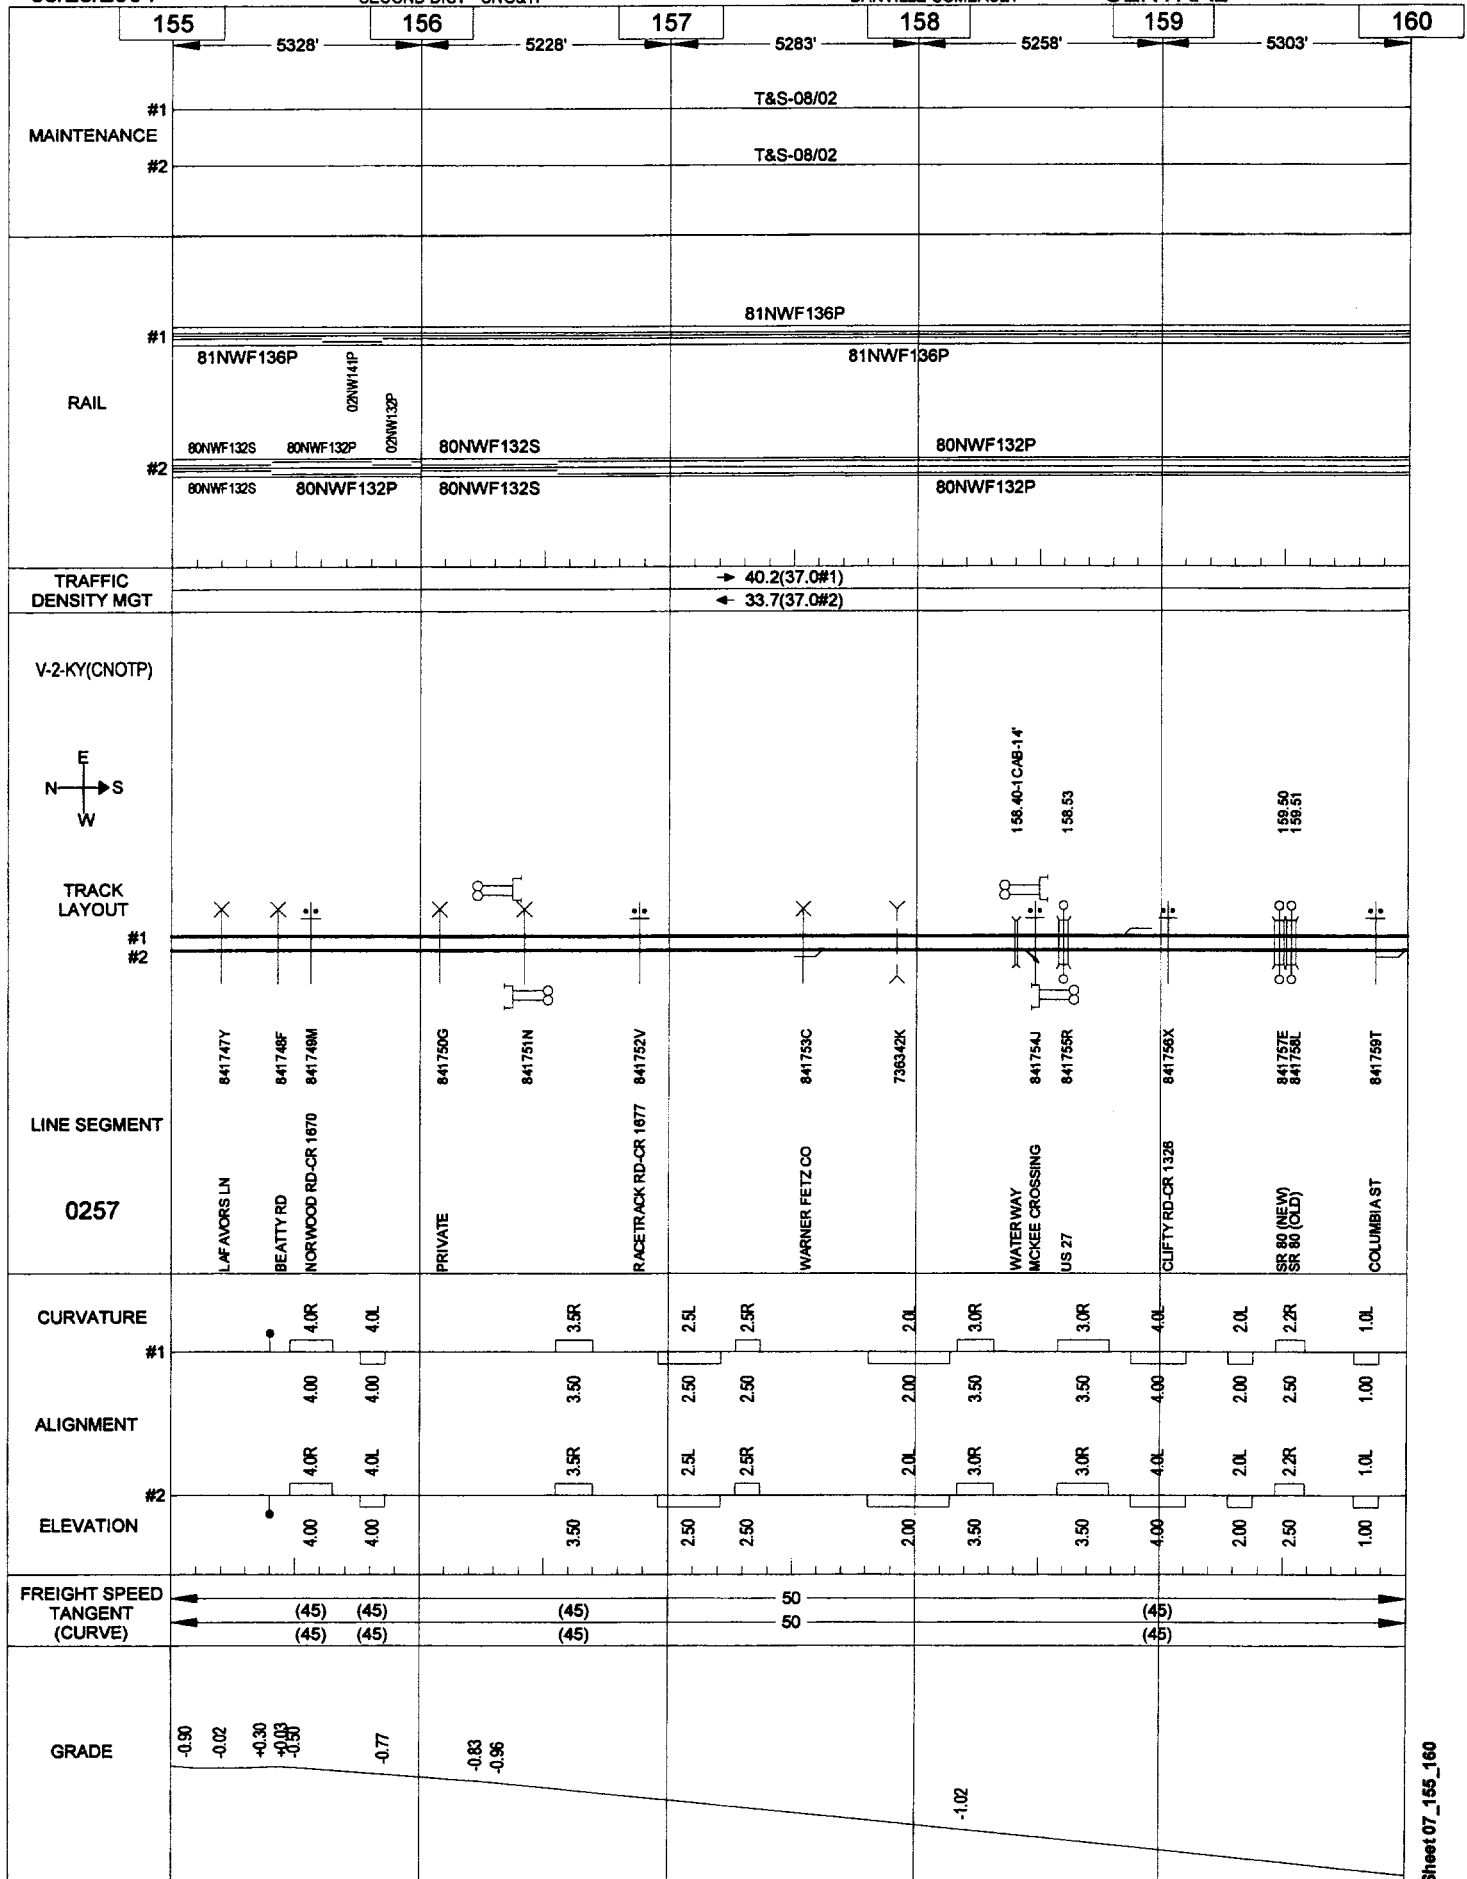 155 156 157 158 159 160
5328' 5228' 5283' 5258' 5303'
MAINTENANCE
#1 T&S-08/02
#2 T&S-08/02
RAIL
81NWF136P
#1
81NWF136P 81NWF136P
02NW141P
02NW132P
80NWF132S 80NWF132P 80NWF132S 80NWF132P
#2
80NWF132S 80NWF132P 80NWF132S 80NWF132P
TRAFFIC
DENSITY MGT
→ 40.2(37.0#1)
← 33.7(37.0#2)
V-2-KY(CNOTP)
E
N S
W
158.40-1 CAB-14'
158.53
159.50
159.51
TRACK
LAYOUT
#1
#2
841747Y
841748F
841749M
841750G
841751N
841752V
841753C
736342K
841754J
841755R
841756X
841757E
841758L
841759T
LINE SEGMENT
0257
LAFAVORS LN
BEATTY RD
NORWOOD RD-CR 1670
PRIVATE
RACETRACK RD-CR 1677
WARNER FETZ CO
WATERWAY
MCKEE CROSSING
US 27
CLIFTY RD-CR 1326
SR 80 (NEW)
SR 80 (OLD)
COLUMBIA ST
CURVATURE
4.0R 4.0L 3.5R 2.5L 2.5R 2.0L 3.0R 3.0R 4.0L 2.0L 2.2R 1.0L
#1
4.00 4.00 3.50 2.50 2.50 2.00 3.50 3.50 4.00 2.00 2.50 1.00
ALIGNMENT
4.0R 4.0L 3.5R 2.5L 2.5R 2.0L 3.0R 3.0R 4.0L 2.0L 2.2R 1.0L
#2
ELEVATION
4.00 4.00 3.50 2.50 2.50 2.00 3.50 3.50 4.00 2.00 2.50 1.00
FREIGHT SPEED
TANGENT
(CURVE)
50
(45) (45) (45) (45)
50
(45) (45) (45) (45)
GRADE
-0.90
-0.02
+0.30
+0.03
-0.50
-0.77
-0.83
-0.96
-1.02
Sheet 07_155_160